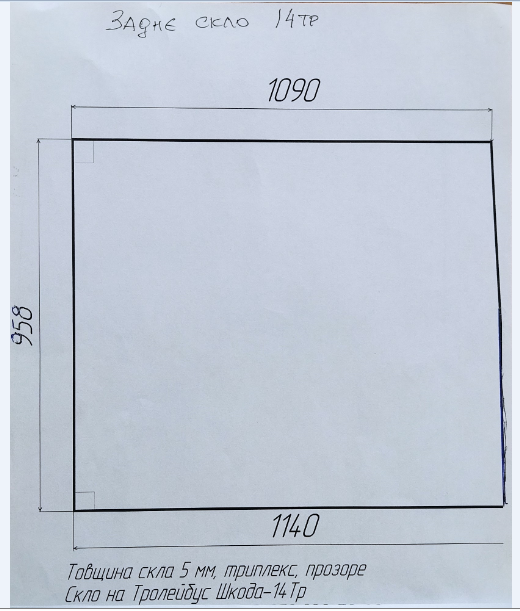 Заднє скло 14тр
1090
958
1140
Товщина скла 5 мм, триплекс, прозоре
Скло на Тролейбус Шкода-14Тр